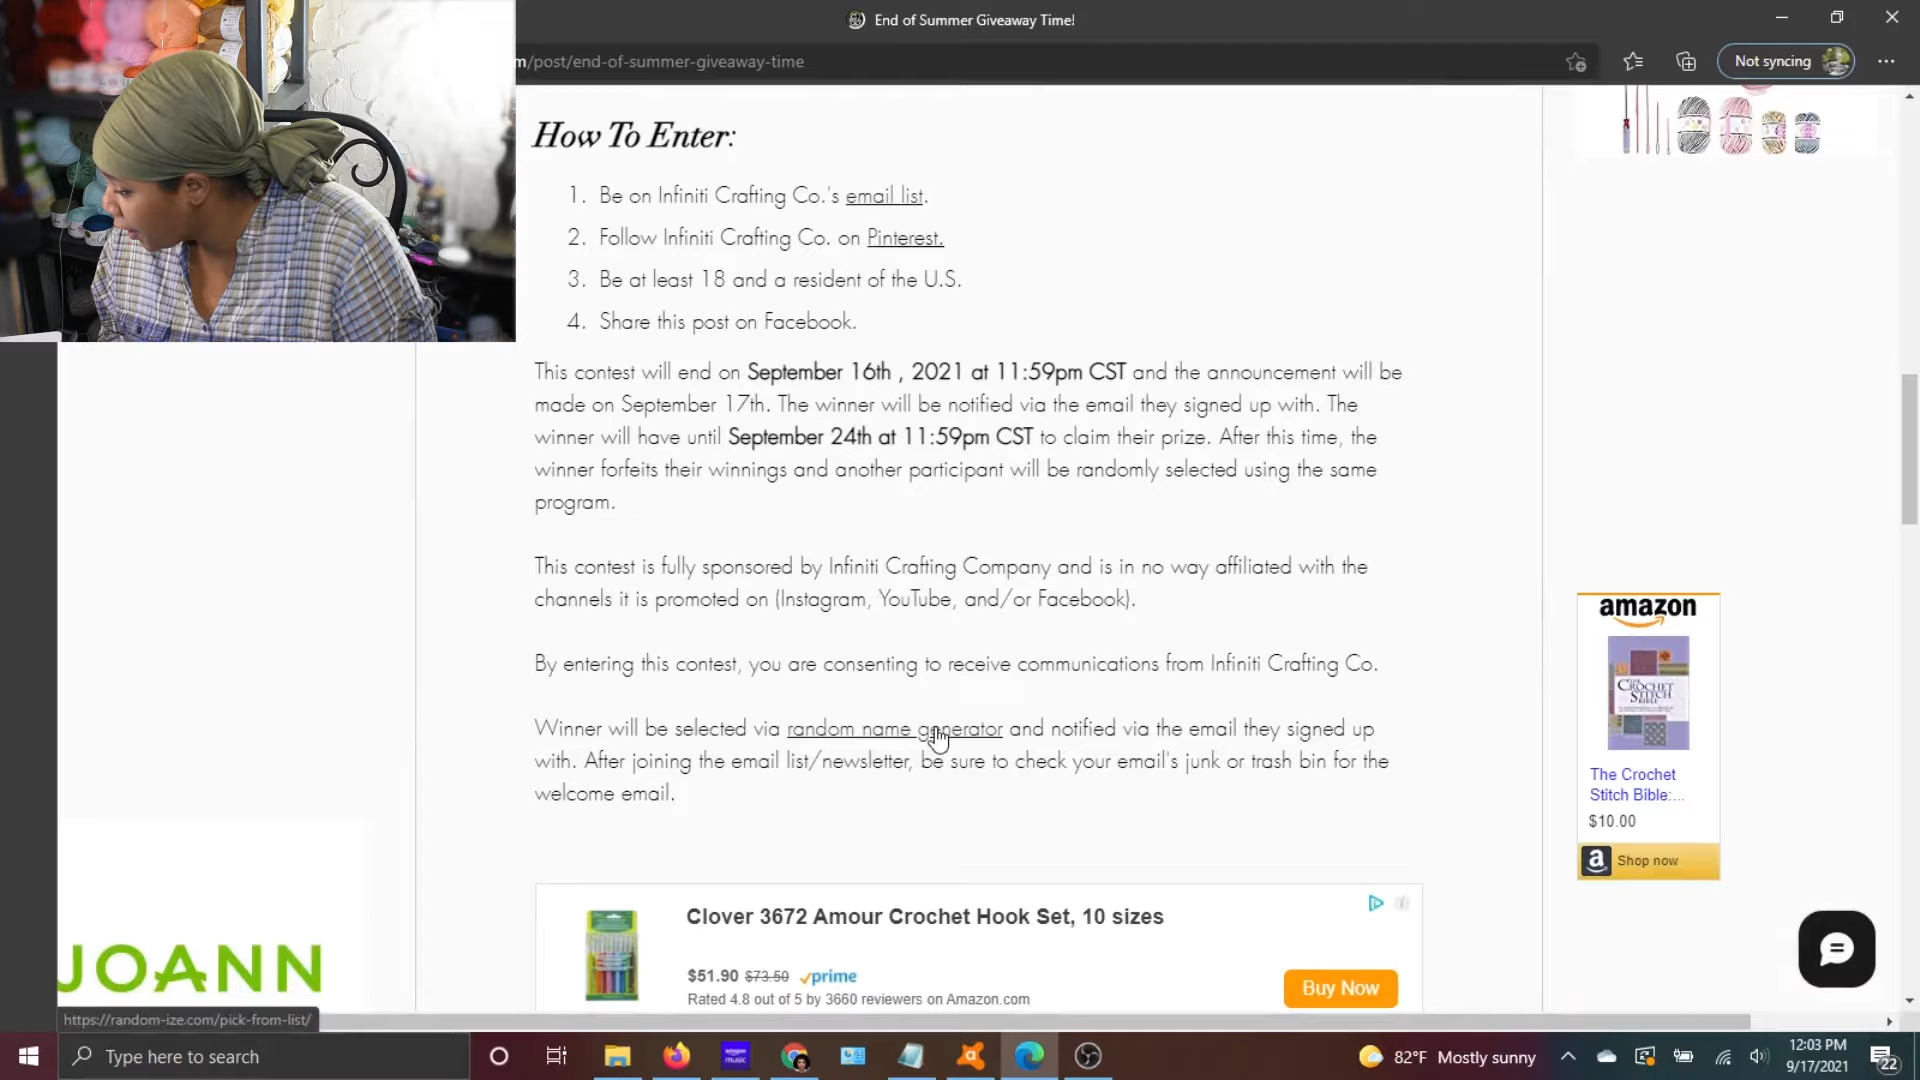 End of Summer Giveaway Time!
m/post/end-of-summer-giveaway-time
Not syncing
How To Enter:
1. Be on Infiniti Crafting Co.'s email list.
2. Follow Infiniti Crafting Co. on Pinterest.
3. Be at least 18 and a resident of the U.S.
4. Share this post on Facebook.
This contest will end on September 16th , 2021 at 11:59pm CST and the announcement will be
made on September 17th. The winner will be notified via the email they signed up with. The
winner will have until September 24th at 11:59pm CST to claim their prize. After this time, the
winner forfeits their winnings and another participant will be randomly selected using the same
program.
This contest is fully sponsored by Infiniti Crafting Company and is in no way affiliated with the
channels it is promoted on (Instagram, YouTube, and/or Facebook).
By entering this contest, you are consenting to receive communications from Infiniti Crafting Co.
Winner will be selected via random name generator and notified via the email they signed up
with. After joining the email list/newsletter, be sure to check your email's junk or trash bin for the
welcome email.
amazon
THE CROCHET STITCH BIBLE
The Crochet
Stitch Bible:...
$10.00
Shop now
Clover 3672 Amour Crochet Hook Set, 10 sizes
$51.90 $73.50 prime
Rated 4.8 out of 5 by 3660 reviewers on Amazon.com
Buy Now
JOANN
https://random-ize.com/pick-from-list/
Type here to search
amazon music
82°F Mostly sunny
12:03 PM
9/17/2021
22